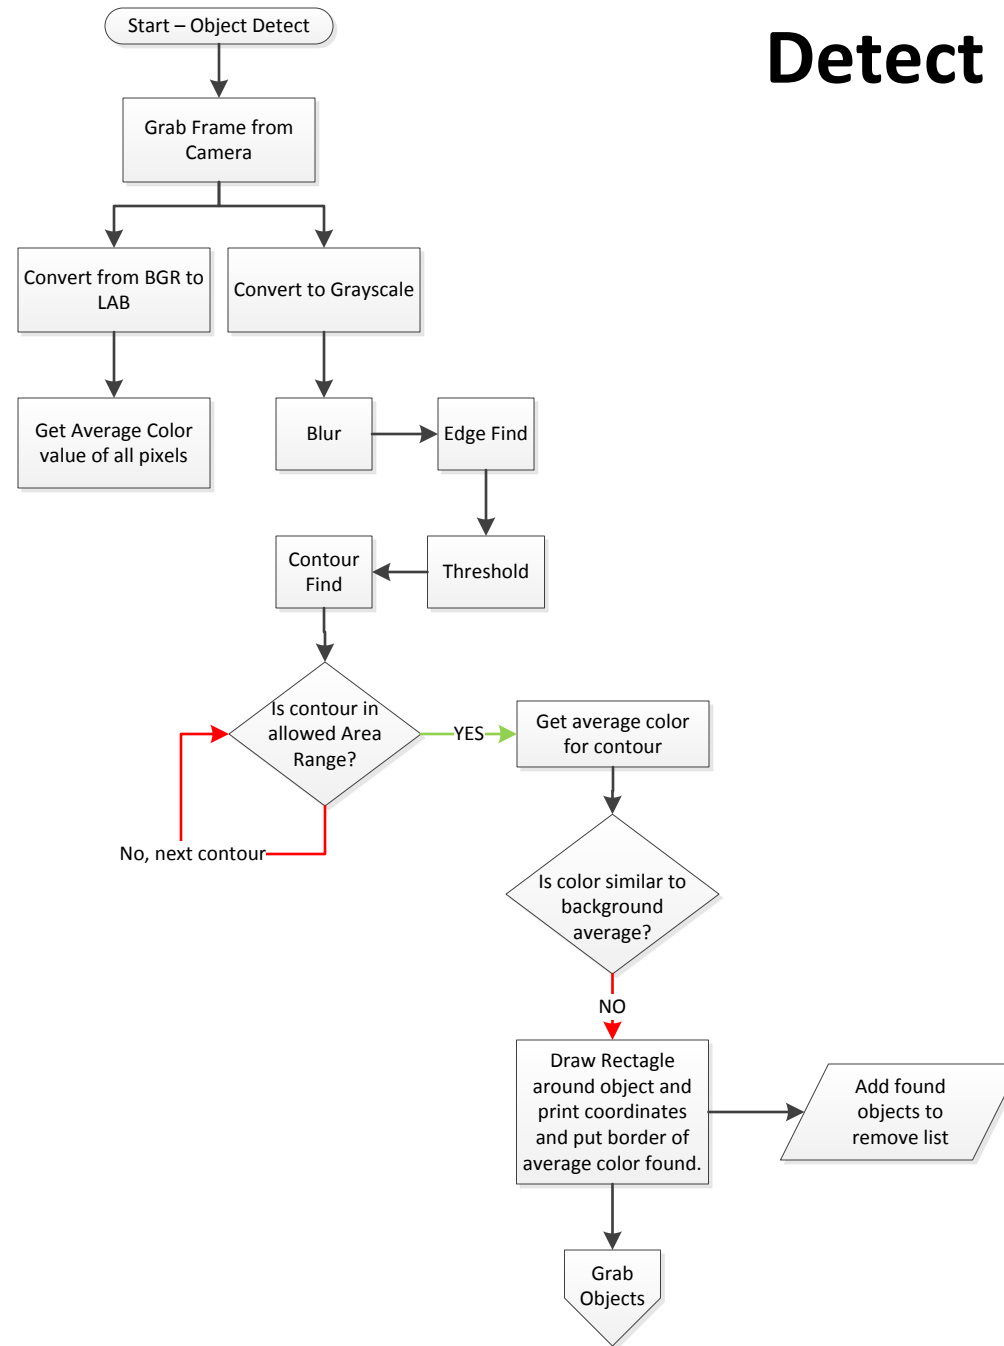 Start – Object Detect
Detect
Grab Frame from
Camera
Convert from BGR to
LAB
Convert to Grayscale
Get Average Color
value of all pixels
Blur
Edge Find
Contour
Find
Threshold
Is contour in
allowed Area
Range?
YES
Get average color
for contour
No, next contour
Is color similar to
background
average?
NO
Draw Rectagle
around object and
print coordinates
and put border of
average color found.
Add found
objects to
remove list
Grab
Objects